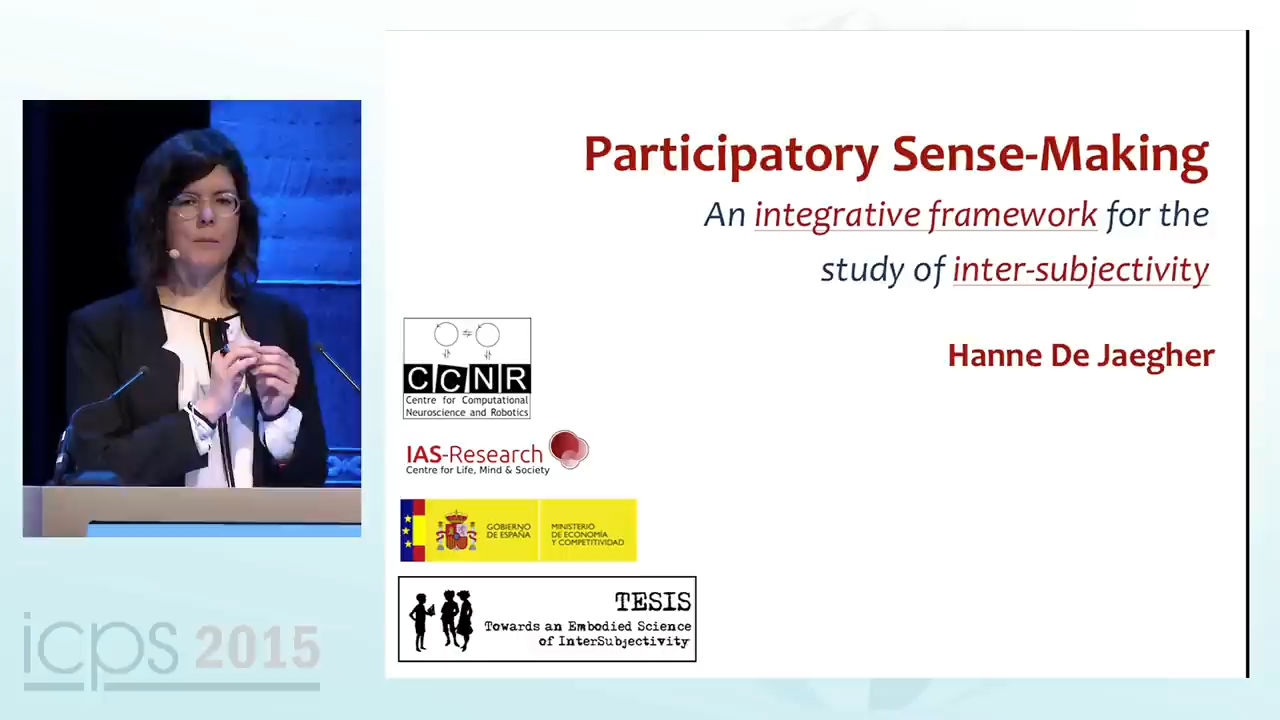 Participatory Sense-Making
An integrative framework for the
study of inter-subjectivity
Hanne De Jaegher
CCNR
Centre for Computational
Neuroscience and Robotics
IAS-Research
Centre for Life, Mind & Society
GOBIERNO
DE ESPAÑA
MINISTERIO
DE ECONOMÍA
Y COMPETITIVIDAD
TESIS
Towards an Embodied Science
of InterSubjectivity
icps 2015